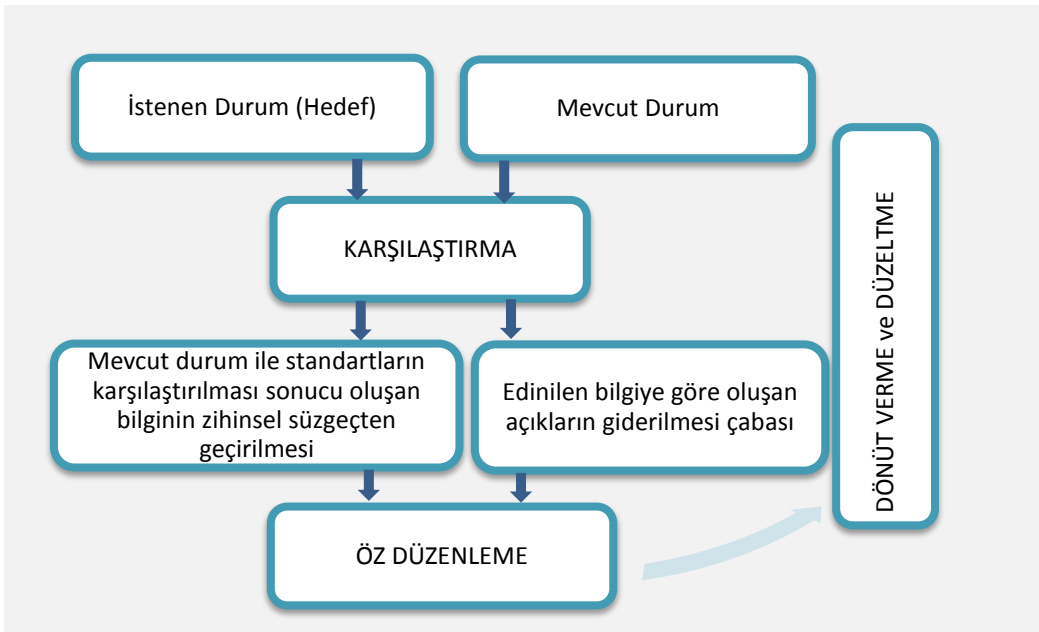 İstenen Durum (Hedef)
Mevcut Durum
KARŞILAŞTIRMA
Mevcut durum ile standartların
karşılaştırılması sonucu oluşan
bilginin zihinsel süzgeçten
geçirilmesi
Edinilen bilgiye göre oluşan
açıkların giderilmesi çabası
ÖZ DÜZENLEME
DÖNÜT VERME ve DÜZELTME